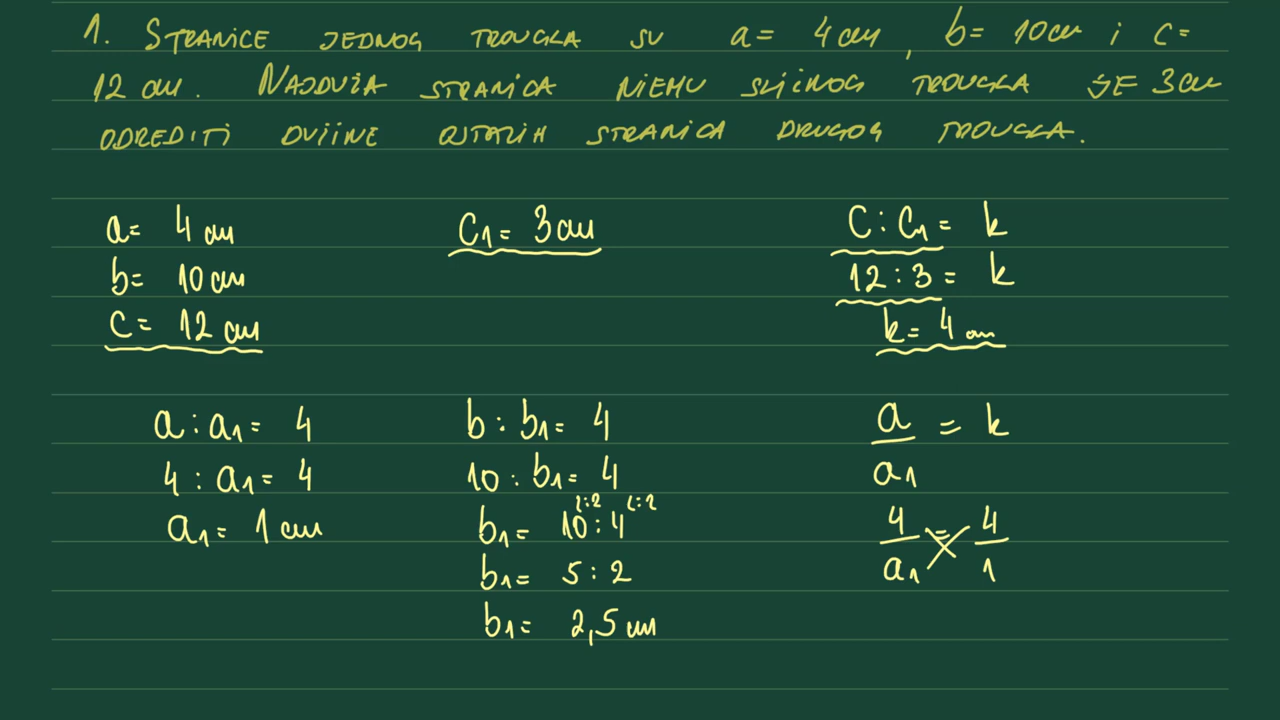 1. STRANICE JEDNOG TROUGLA SU a= 4cm, b= 10cm i c=
12 cm. NAJDUŽA STRANICA NJEMU SLIČNOG TROUGLA JE 3cm
ODREDITI DUŽINE OSTALIH STRANICA DRUGOG TROUGLA.
a= 4 cm
b= 10 cm
c= 12 cm
c₁= 3cm
c : c₁ = k
12 : 3 = k
k= 4 cm
a : a₁ = 4
4 : a₁ = 4
a₁ = 1 cm
b : b₁ = 4
10 : b₁ = 4
b₁ = 10 : 4 (:2 (:2
b₁ = 5 : 2
b₁ = 2,5 cm
a/a₁ = k
4/a₁ = 4/1